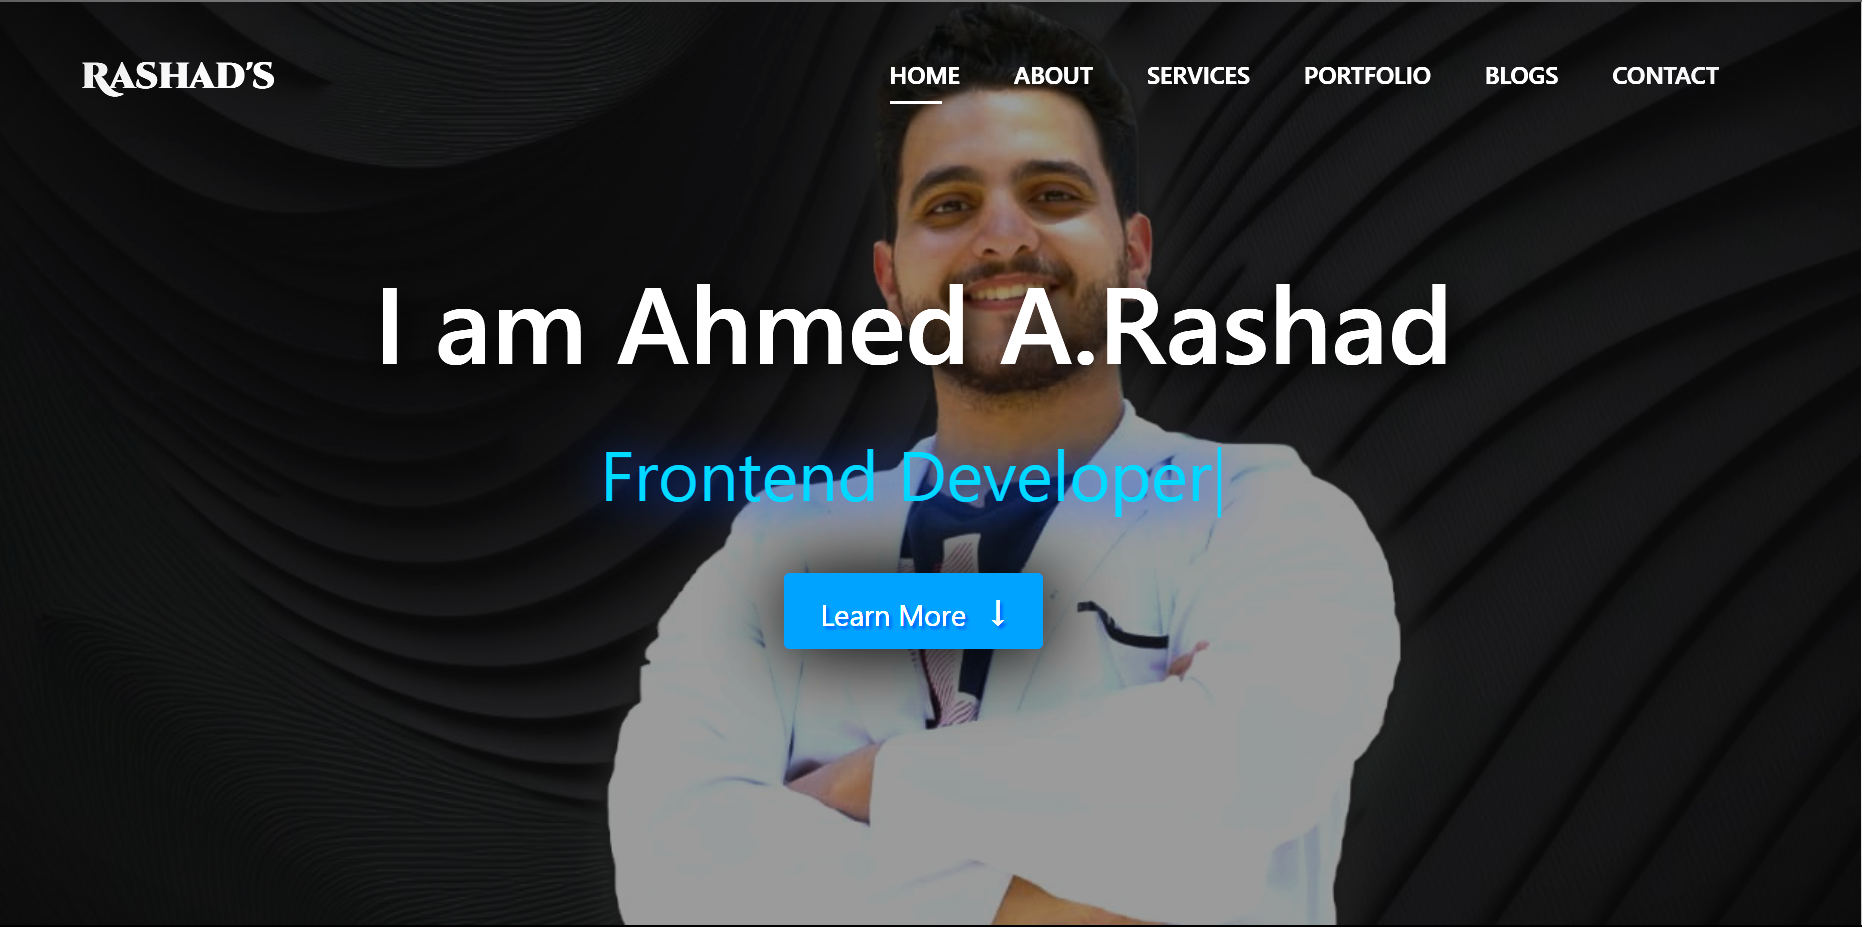 RASHAD'S
HOME ABOUT SERVICES PORTFOLIO BLOGS CONTACT
I am Ahmed A.Rashad
Frontend Developer|
Learn More ↓